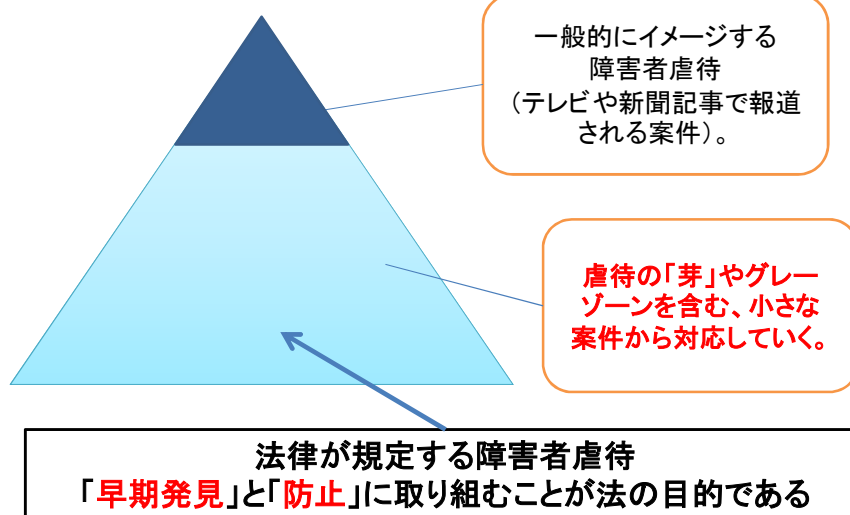 一般的にイメージする
障害者虐待
（テレビや新聞記事で報道
される案件）。
虐待の「芽」やグレー
ゾーンを含む、小さな
案件から対応していく。
法律が規定する障害者虐待
「早期発見」と「防止」に取り組むことが法の目的である